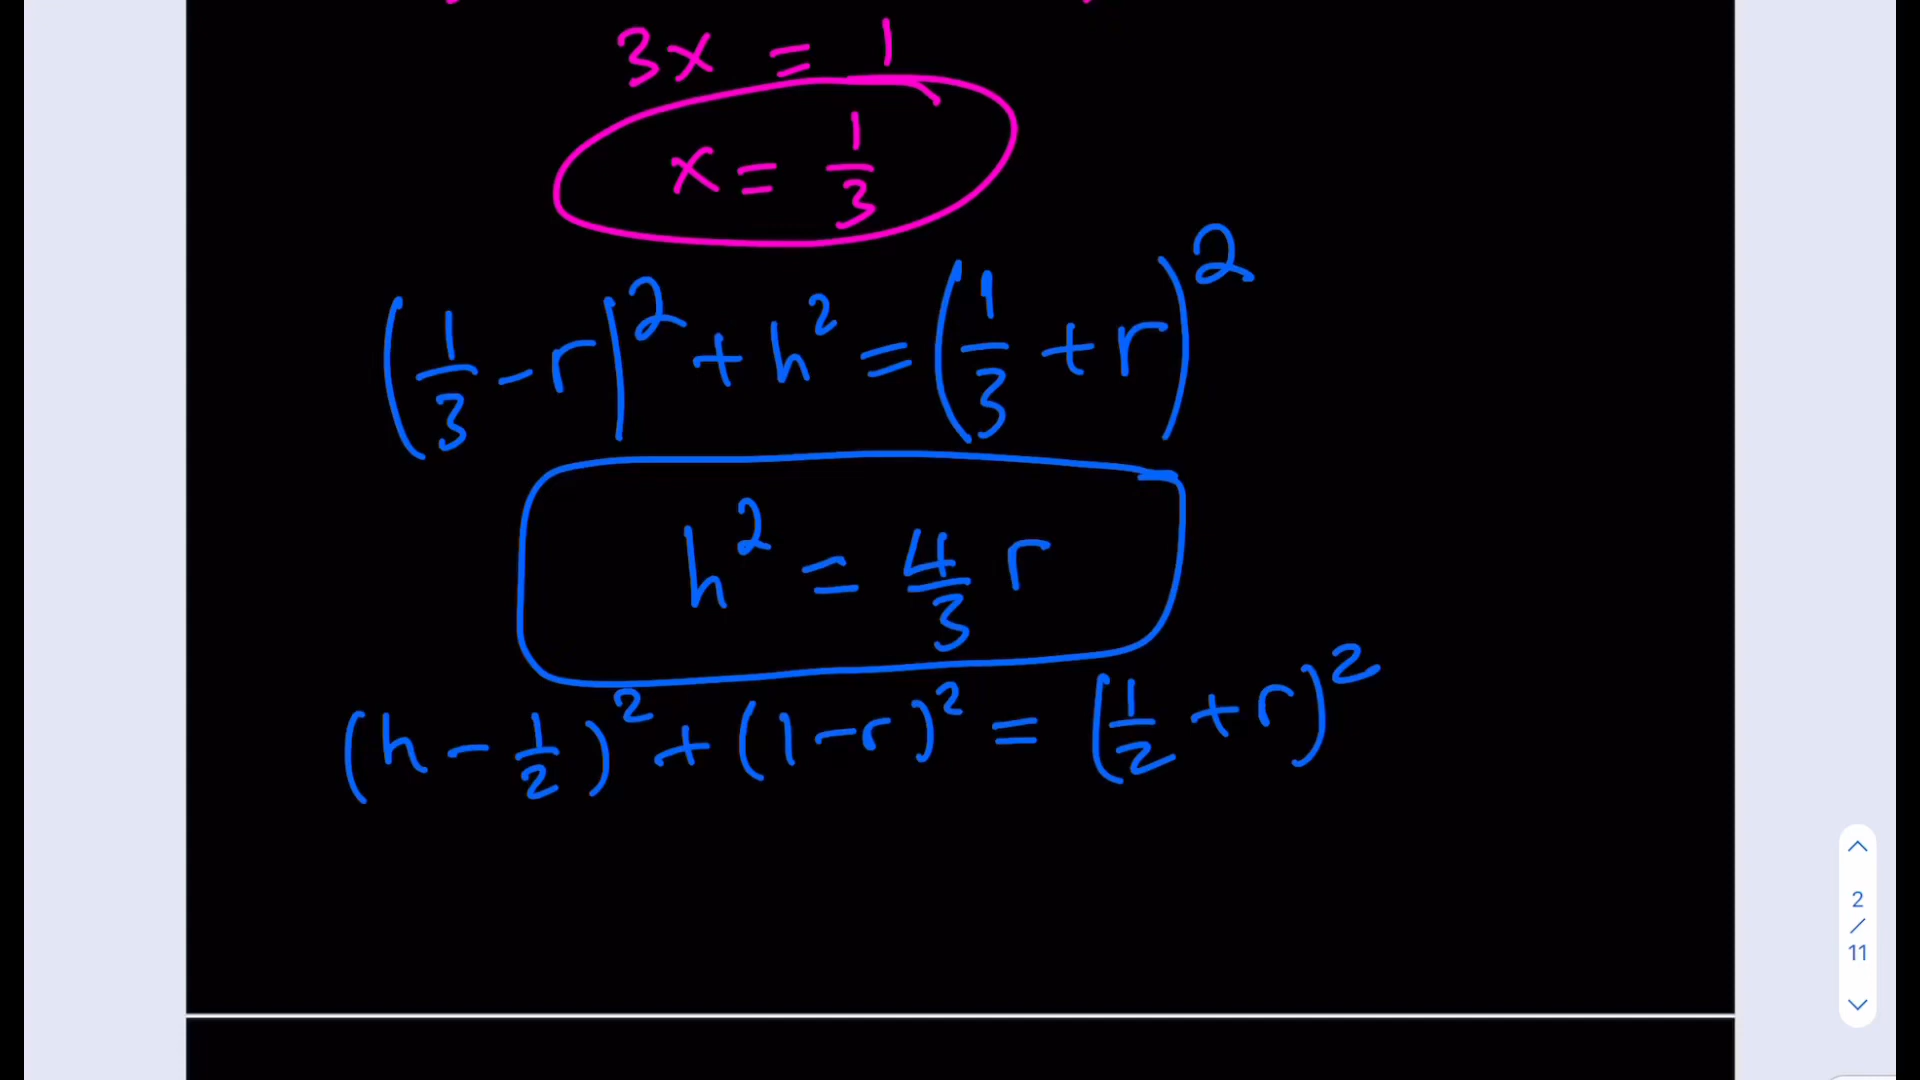 3x = 1
x = 1/3
(1/3 - r)² + h² = (1/3 + r)²
h² = 4/3 r
(h - 1/2)² + (1 - r)² = (1/2 + r)²
2
/
11